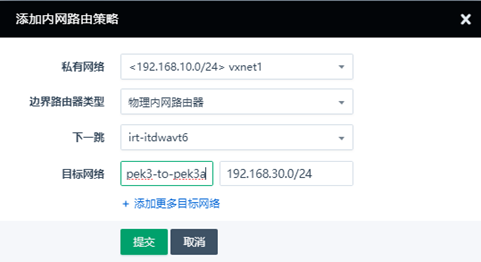 添加内网路由策略
私有网络 <192.168.10.0/24> vxnet1
边界路由器类型 物理内网路由器
下一跳 irt-itdwavt6
目标网络 pek3-to-pek3a 192.168.30.0/24
+ 添加更多目标网络
提交 取消